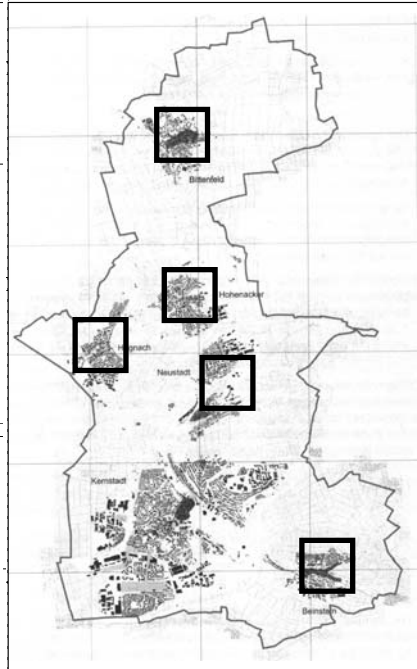 Bittenfeld
Hohenacker
Hegnach
Neustadt
Kernstadt
Beinstein